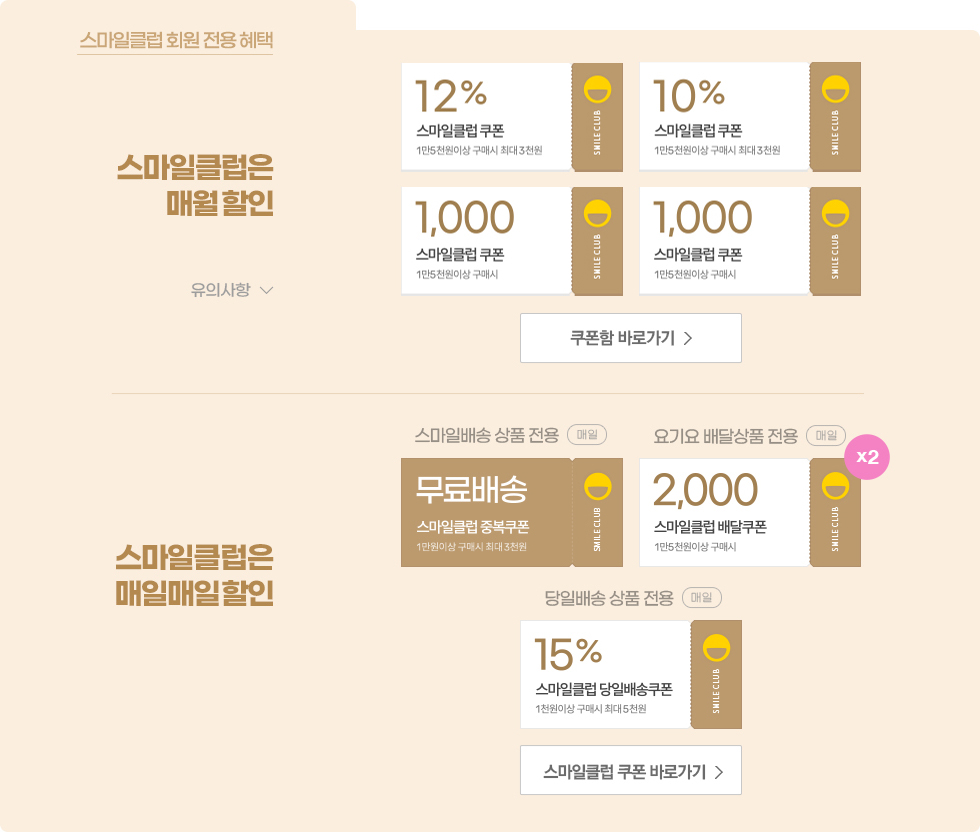 스마일클럽 회원 전용 혜택
스마일클럽은
매월 할인
유의사항
12%
스마일클럽 쿠폰
1만5천원이상 구매시 최대3천원
SMILE CLUB
10%
스마일클럽 쿠폰
1만5천원이상 구매시 최대3천원
SMILE CLUB
1,000
스마일클럽 쿠폰
1만5천원이상 구매시
SMILE CLUB
1,000
스마일클럽 쿠폰
1만5천원이상 구매시
SMILE CLUB
쿠폰함 바로가기
스마일클럽은
매일매일 할인
스마일배송 상품 전용 매일
무료배송
스마일클럽 중복쿠폰
1만원이상 구매시 최대 3천원
SMILE CLUB
요기요 배달상품 전용 매일
x2
2,000
스마일클럽 배달쿠폰
1만5천원이상 구매시
SMILE CLUB
당일배송 상품 전용 매일
15%
스마일클럽 당일배송쿠폰
1천원이상 구매시 최대 5천원
SMILE CLUB
스마일클럽 쿠폰 바로가기